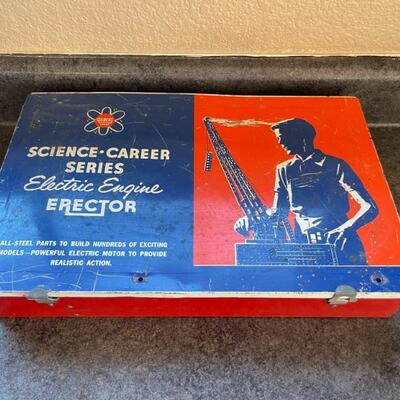 GILBERT
SCIENCE·CAREER
SERIES
Electric Engine
ERECTOR
ALL-STEEL PARTS TO BUILD HUNDREDS OF EXCITING
MODELS—POWERFUL ELECTRIC MOTOR TO PROVIDE
REALISTIC ACTION.